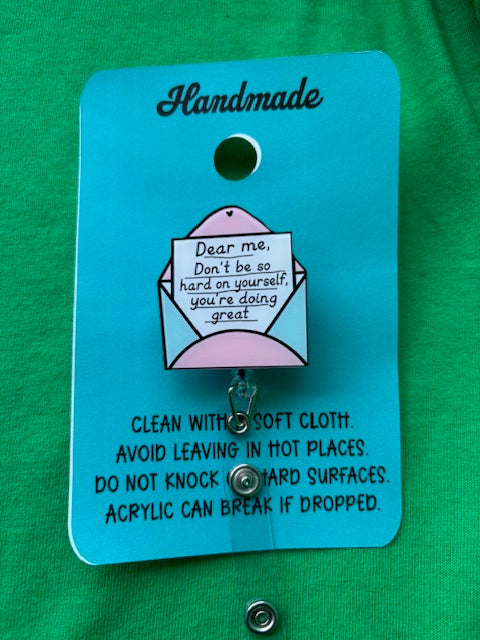 Handmade
Dear me,
Don't be so
hard on yourself,
you're doing
great
CLEAN WITH SOFT CLOTH.
AVOID LEAVING IN HOT PLACES.
DO NOT KNOCK HARD SURFACES.
ACRYLIC CAN BREAK IF DROPPED.